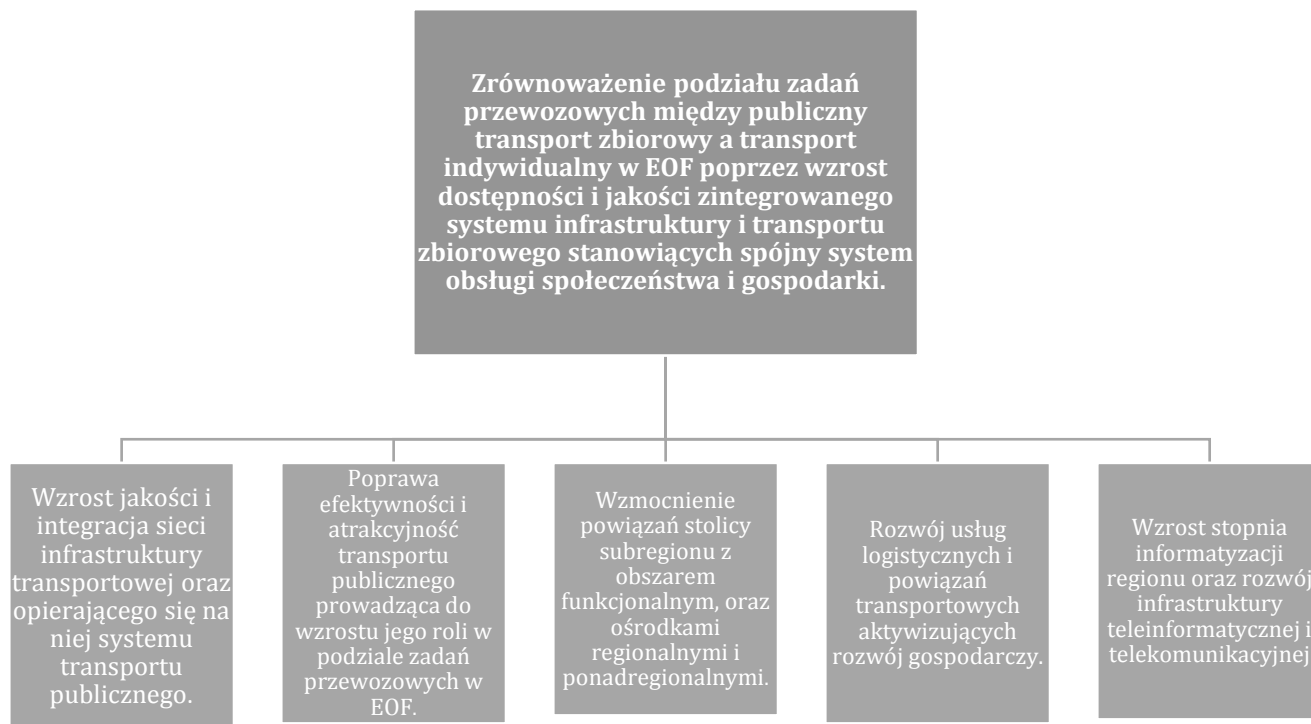 Zrównoważenie podziału zadań
przewozowych między publiczny
transport zbiorowy a transport
indywidualny w EOF poprzez wzrost
dostępności i jakości zintegrowanego
systemu infrastruktury i transportu
zbiorowego stanowiących spójny system
obsługi społeczeństwa i gospodarki.
Wzrost jakości i
integracja sieci
infrastruktury
transportowej oraz
opierającego się na
niej systemu
transportu
publicznego.
Poprawa
efektywności i
atrakcyjność
transportu
publicznego
prowadząca do
wzrostu jego roli w
podziale zadań
przewozowych w
EOF.
Wzmocnienie
powiązań stolicy
subregionu z
obszarem
funkcjonalnym, oraz
ośrodkami
regionalnymi i
ponadregionalnymi.
Rozwój usług
logistycznych i
powiązań
transportowych
aktywizujących
rozwój gospodarczy.
Wzrost stopnia
informatyzacji
regionu oraz rozwój
infrastruktury
teleinformatycznej i
telekomunikacyjnej